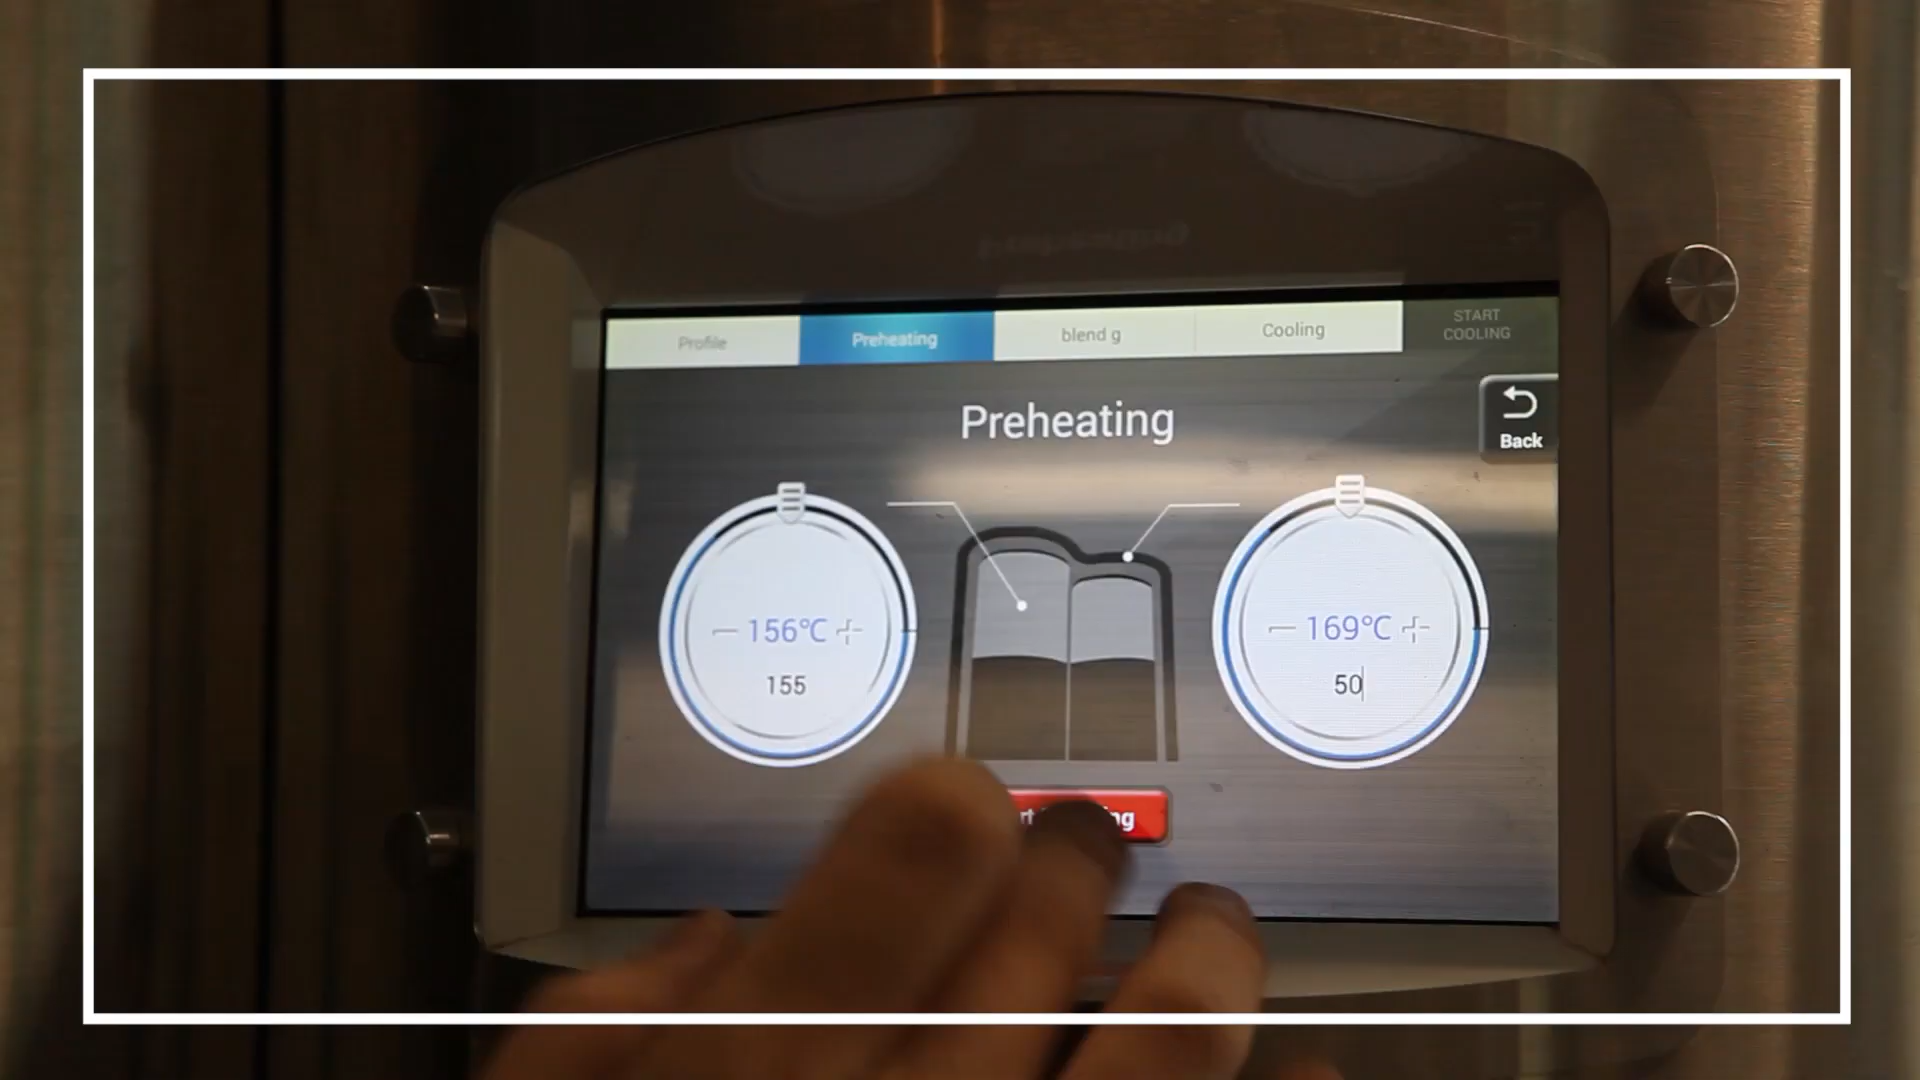 Profile
Preheating
blend g
Cooling
START
COOLING
Preheating
Back
156°C
155
169°C
50